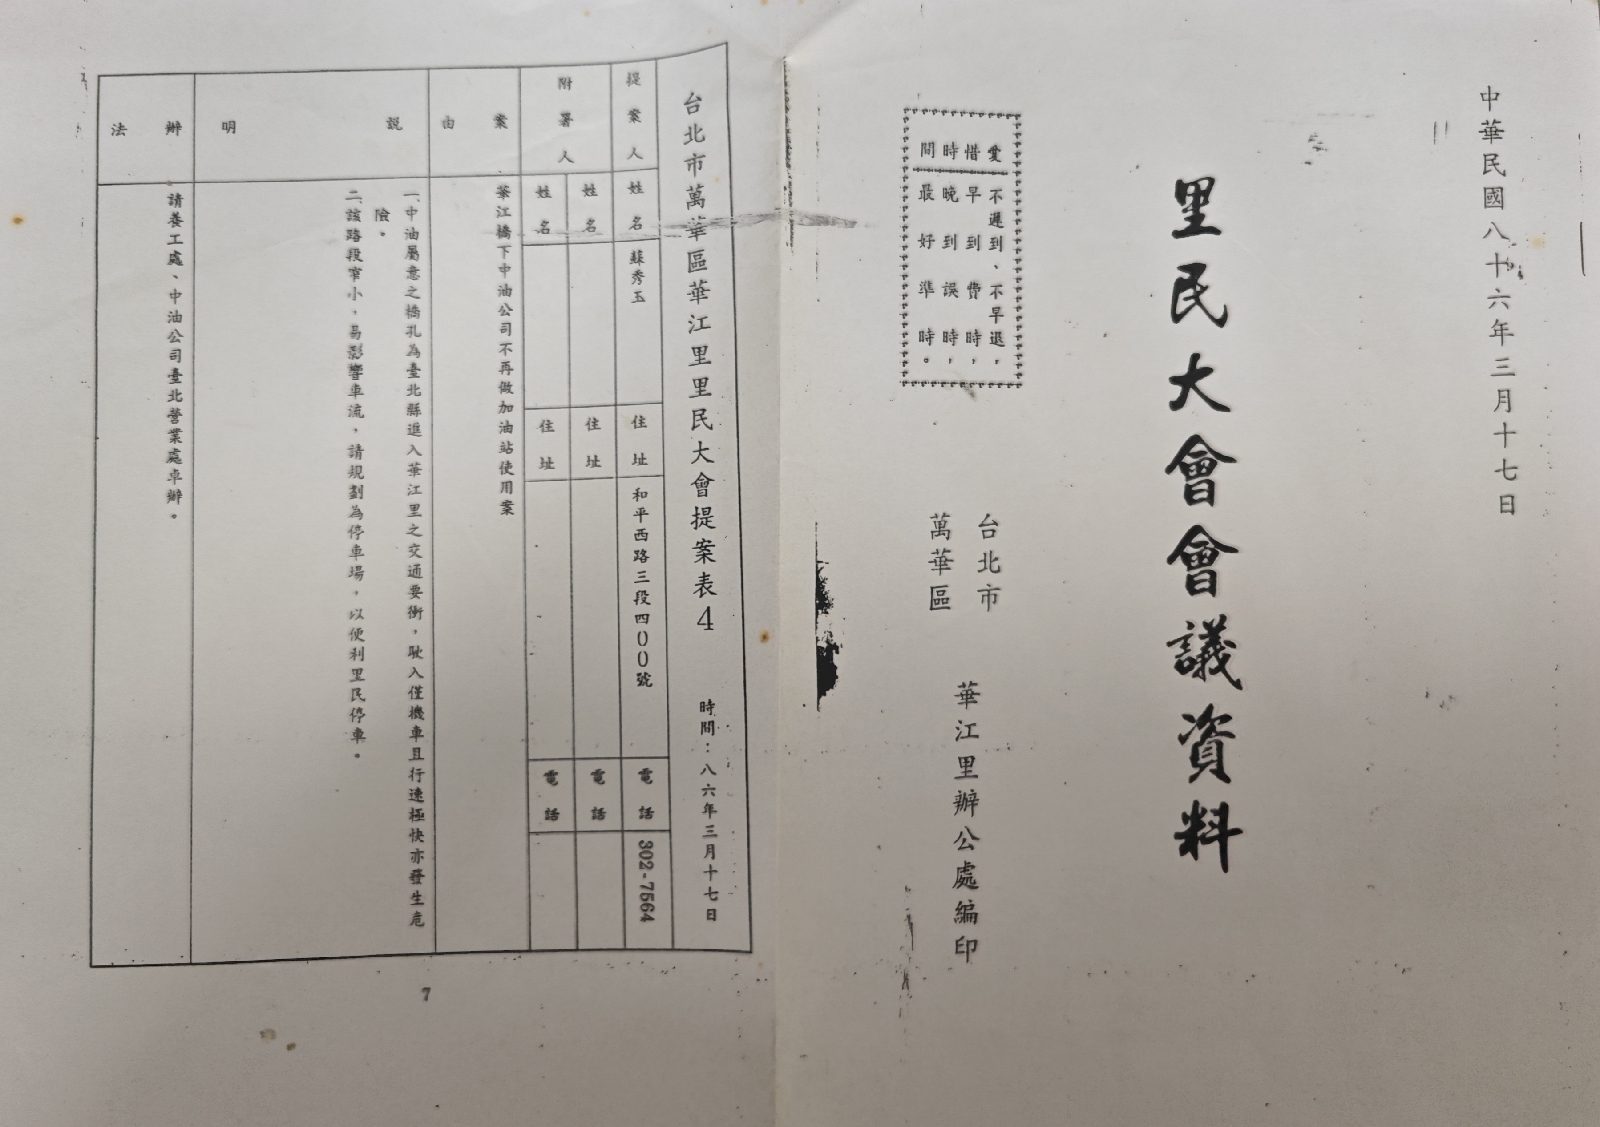 中華民國八十六年三月十七日
里民大會會議資料
愛惜時間
不遲到、不早退，
早到費時，
晚到誤時，
最好準時。
台北市
萬華區
華江里辦公處編印
台北市萬華區華江里里民大會提案表4
時間：八六年三月十七日
提案人
姓名
蘇秀玉
住址
和平西路三段四00號
電話
302-7564
附署人
姓名
住址
電話
姓名
住址
電話
案由
華江橋下中油公司不再做加油站使用案
說明
一、中油屬意之橋孔為臺北縣進入華江里之交通要衝，駛入僅機車且行速極快亦發生危
險。
二、該路段窄小，易影響車流，請規劃為停車場，以便利里民停車。
辦法
請養工處、中油公司臺北營業處卓辦。
7